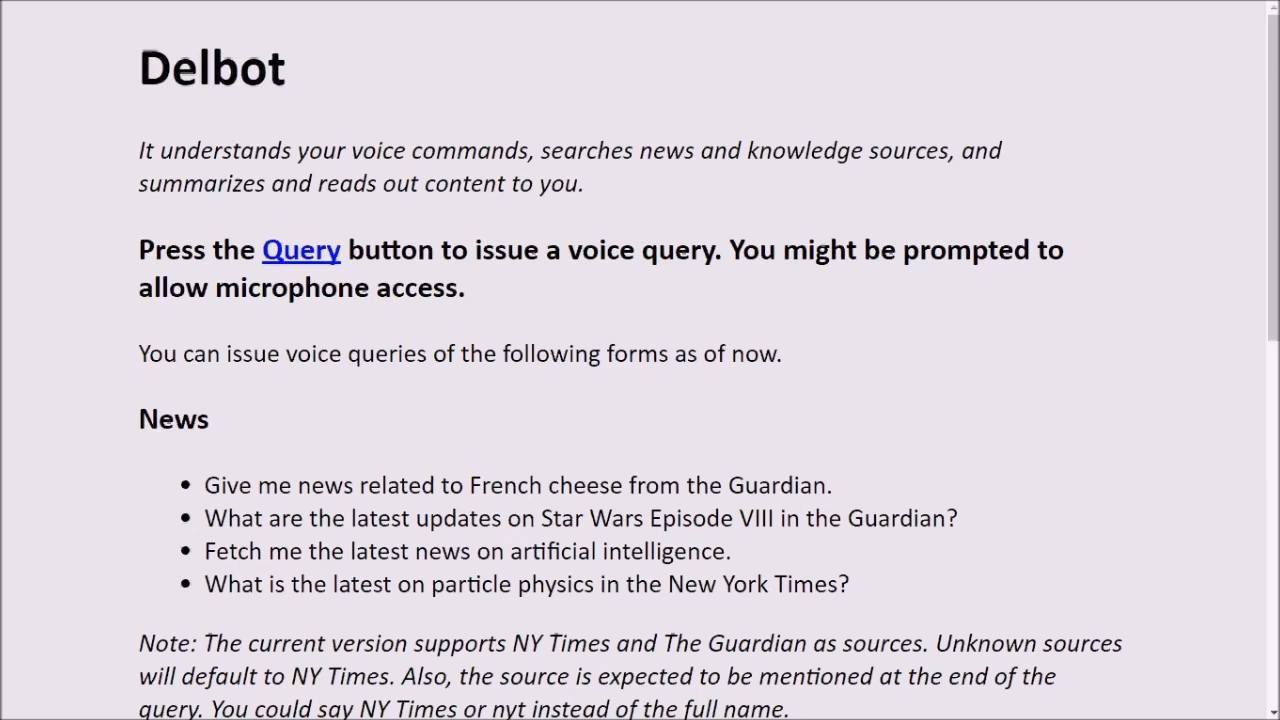 Delbot
It understands your voice commands, searches news and knowledge sources, and
summarizes and reads out content to you.
Press the Query button to issue a voice query. You might be prompted to
allow microphone access.
You can issue voice queries of the following forms as of now.
News
• Give me news related to French cheese from the Guardian.
• What are the latest updates on Star Wars Episode VIII in the Guardian?
• Fetch me the latest news on artificial intelligence.
• What is the latest on particle physics in the New York Times?
Note: The current version supports NY Times and The Guardian as sources. Unknown sources
will default to NY Times. Also, the source is expected to be mentioned at the end of the
query. You could say NY Times or nyt instead of the full name.